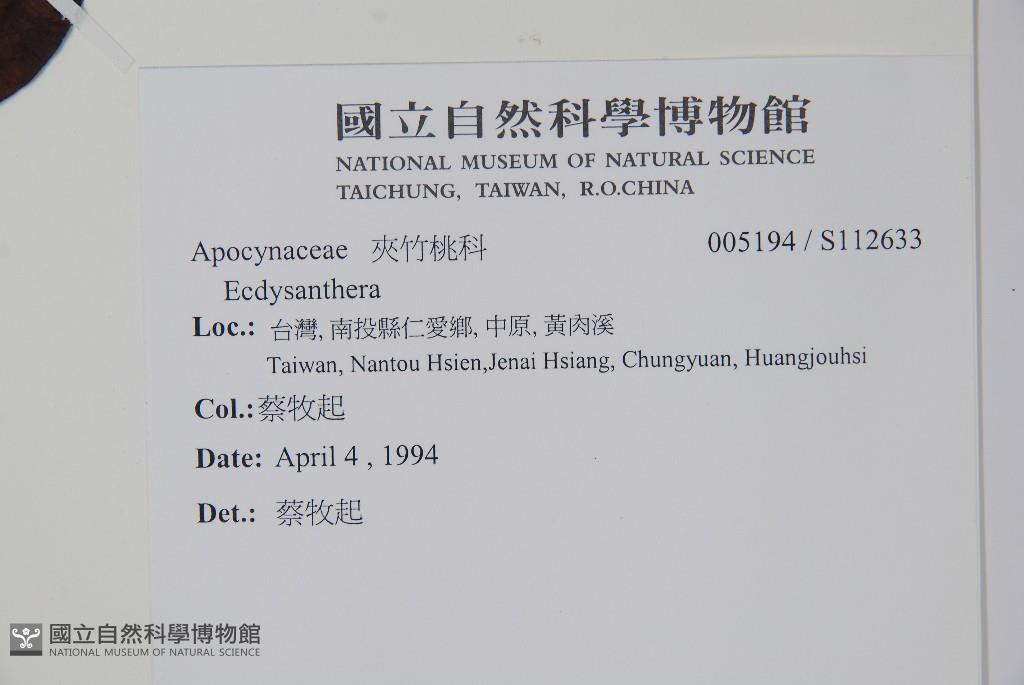 國立自然科學博物館
NATIONAL MUSEUM OF NATURAL SCIENCE
TAICHUNG, TAIWAN, R.O.CHINA
Apocynaceae 夾竹桃科 005194 / S112633
Ecdysanthera
Loc.: 台灣, 南投縣仁愛鄉, 中原, 黃肉溪
Taiwan, Nantou Hsien,Jenai Hsiang, Chungyuan, Huangjouhsi
Col.: 蔡牧起
Date: April 4 , 1994
Det.: 蔡牧起
國立自然科學博物館
NATIONAL MUSEUM OF NATURAL SCIENCE